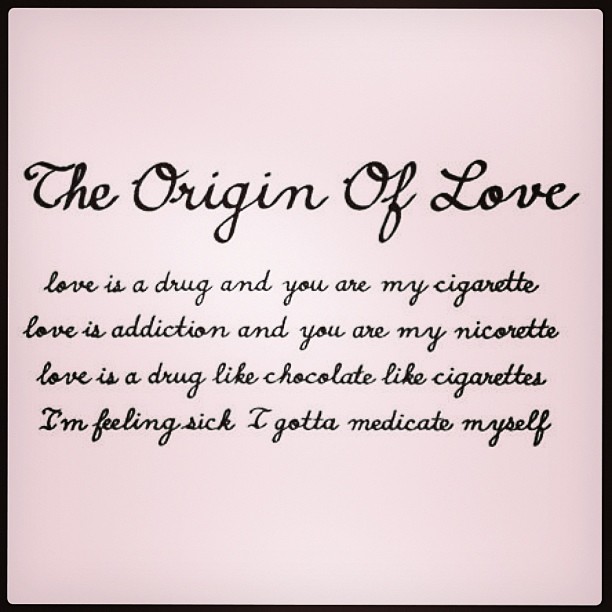 The Origin Of Love
love is a drug and you are my cigarette
love is addiction and you are my nicorette
love is a drug like chocolate like cigarettes
I'm feeling sick I gotta medicate myself